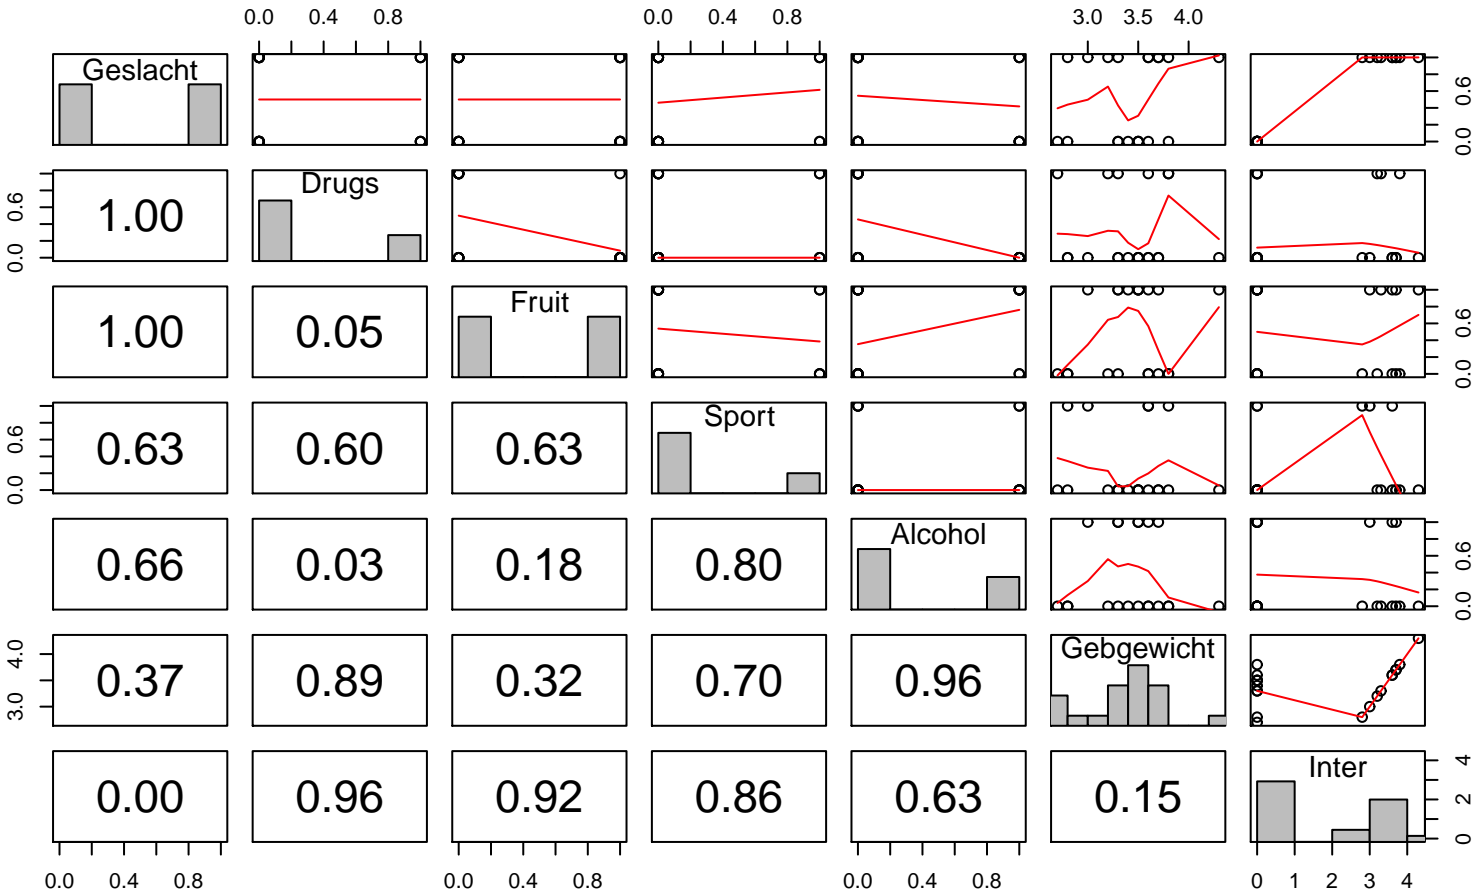 0.0 0.4 0.8 0.0 0.4 0.8 3.0 3.5 4.0
Geslacht 0.0 0.6
0.0 0.6 1.00 Drugs
1.00 0.05 Fruit 0.0 0.6
0.0 0.6 0.63 0.60 0.63 Sport
0.66 0.03 0.18 0.80 Alcohol 0.0 0.6
3.0 4.0 0.37 0.89 0.32 0.70 0.96 Gebgewicht
0.00 0.96 0.92 0.86 0.63 0.15 Inter 0 2 4
0.0 0.4 0.8 0.0 0.4 0.8 0.0 0.4 0.8 0 1 2 3 4